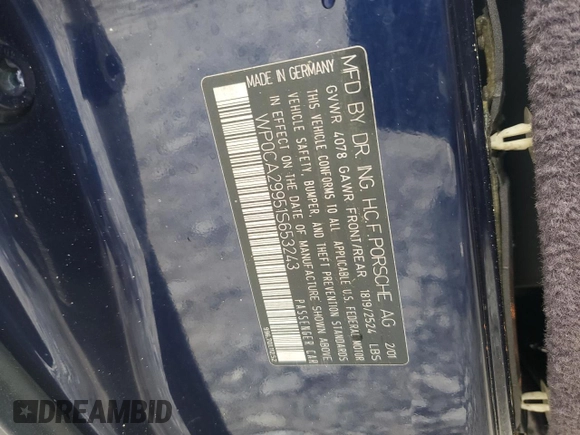 MFD BY DR. ING. H.C.F. PORSCHE AG 2/01
GVWR 4078 GAWR FRONT/REAR 1819/2524 LBS
THIS VEHICLE CONFORMS TO ALL APPLICABLE U.S. FEDERAL MOTOR
VEHICLE SAFETY, BUMPER, AND THEFT PREVENTION STANDARDS
IN EFFECT ON THE DATE OF MANUFACTURE SHOWN ABOVE
WP0CA29951S653243
PASSENGER CAR
MADE IN GERMANY
DREAMBID